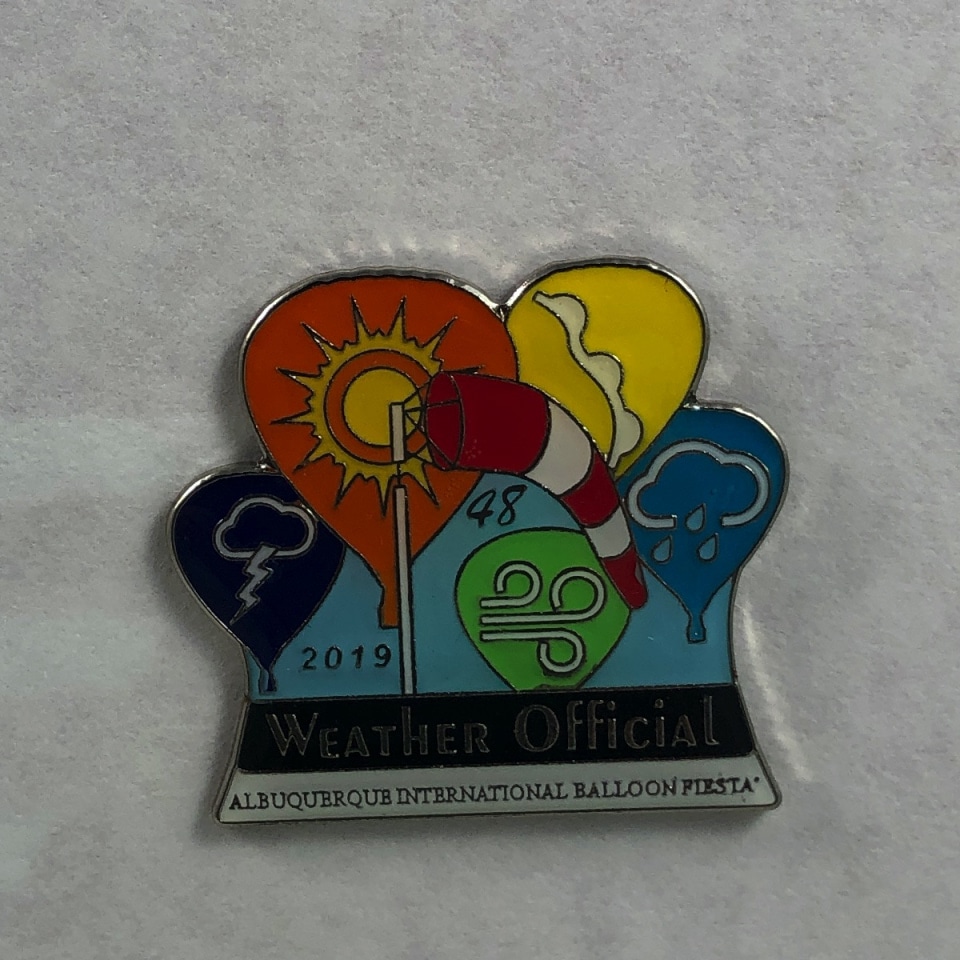 48
2019
WEATHER Official
ALBUQUERQUE INTERNATIONAL BALLOON FIESTA®